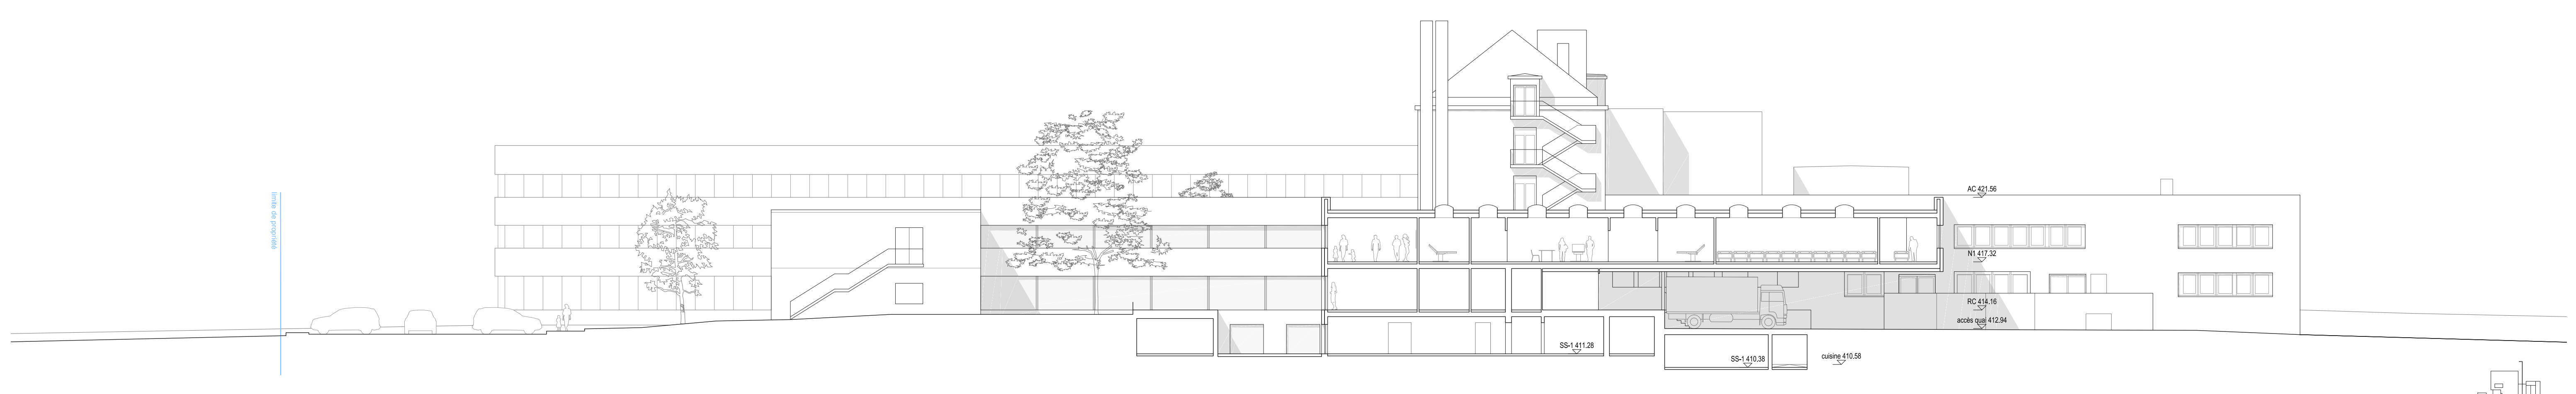 limite de propriété
AC 421.56
N1 417.32
RC 414.16
accès quai 412.94
SS-1 411.28
SS-1 410.38
cuisine 410.58